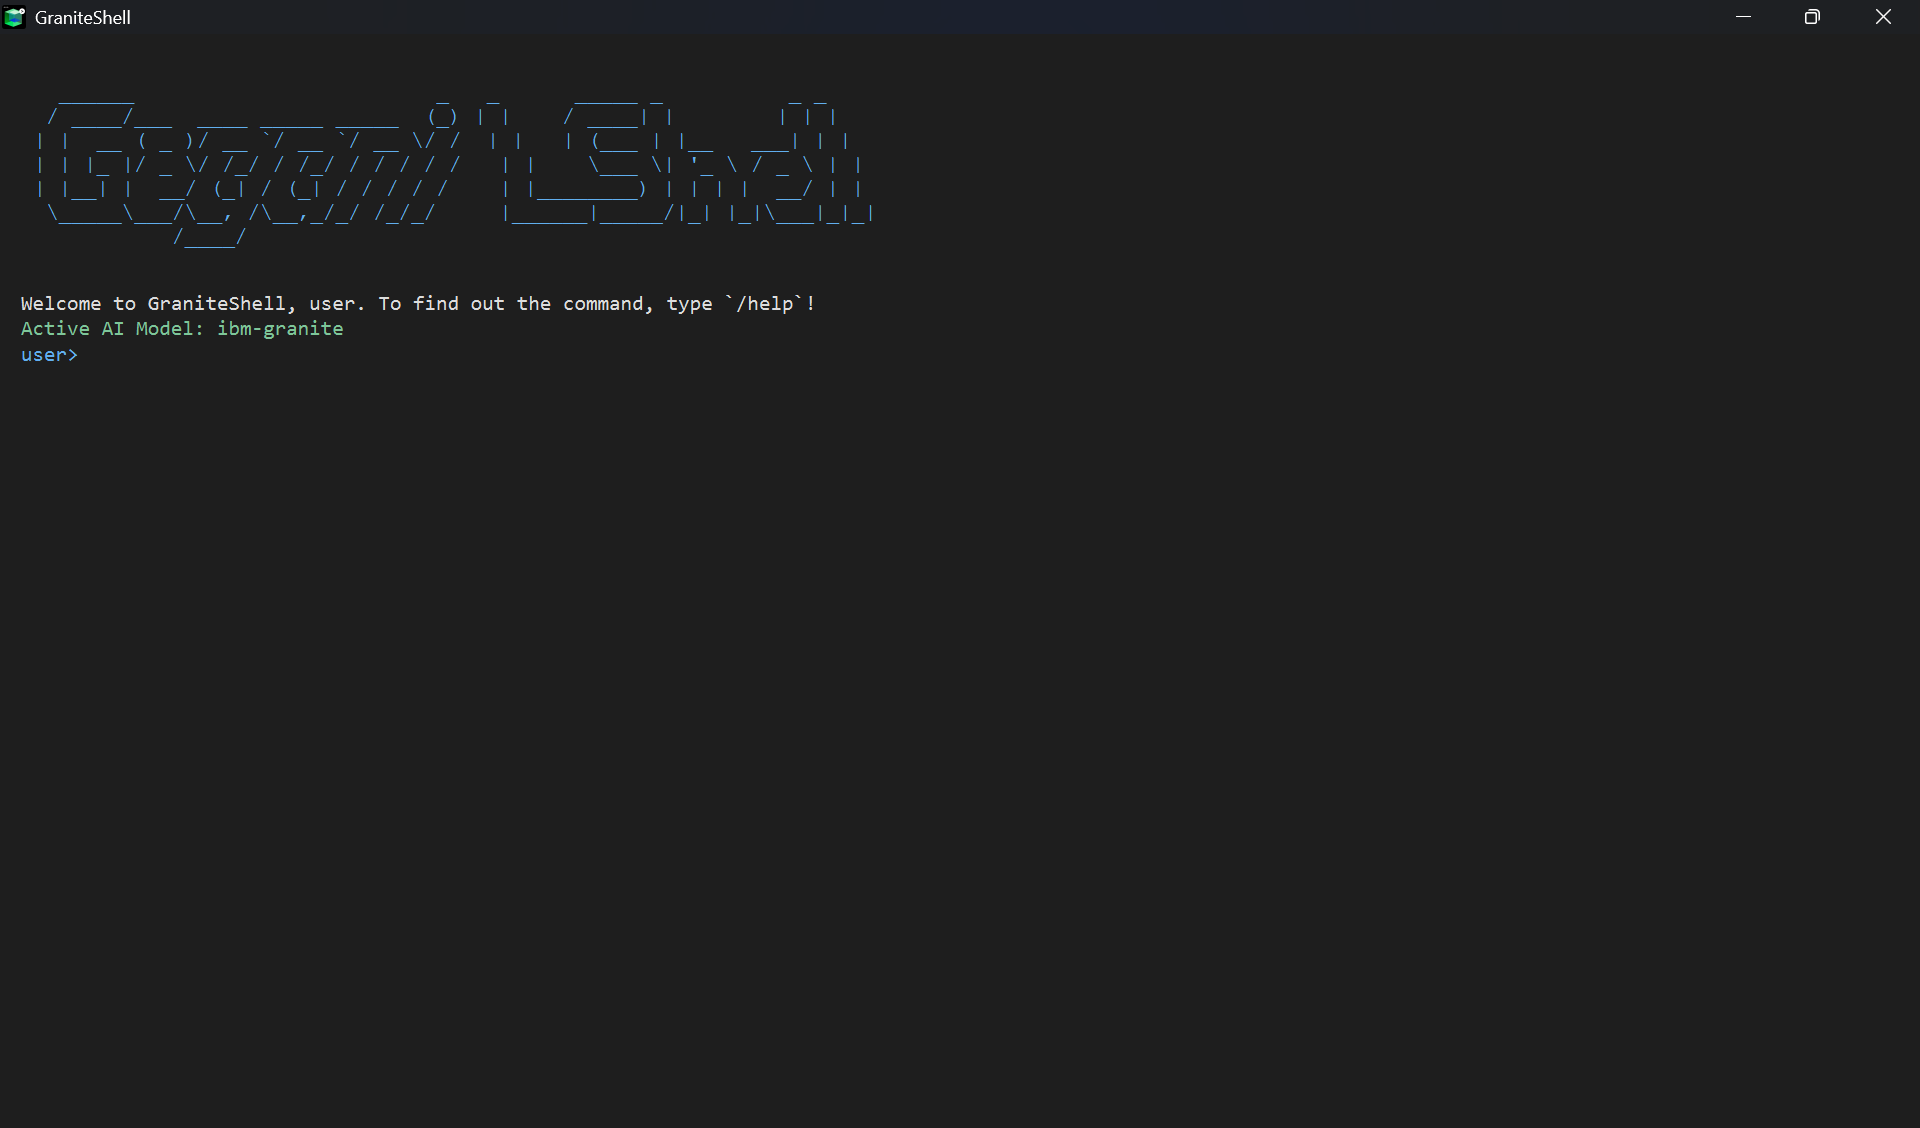 GraniteShell
Welcome to GraniteShell, user. To find out the command, type `/help`!
Active AI Model: ibm-granite
user>